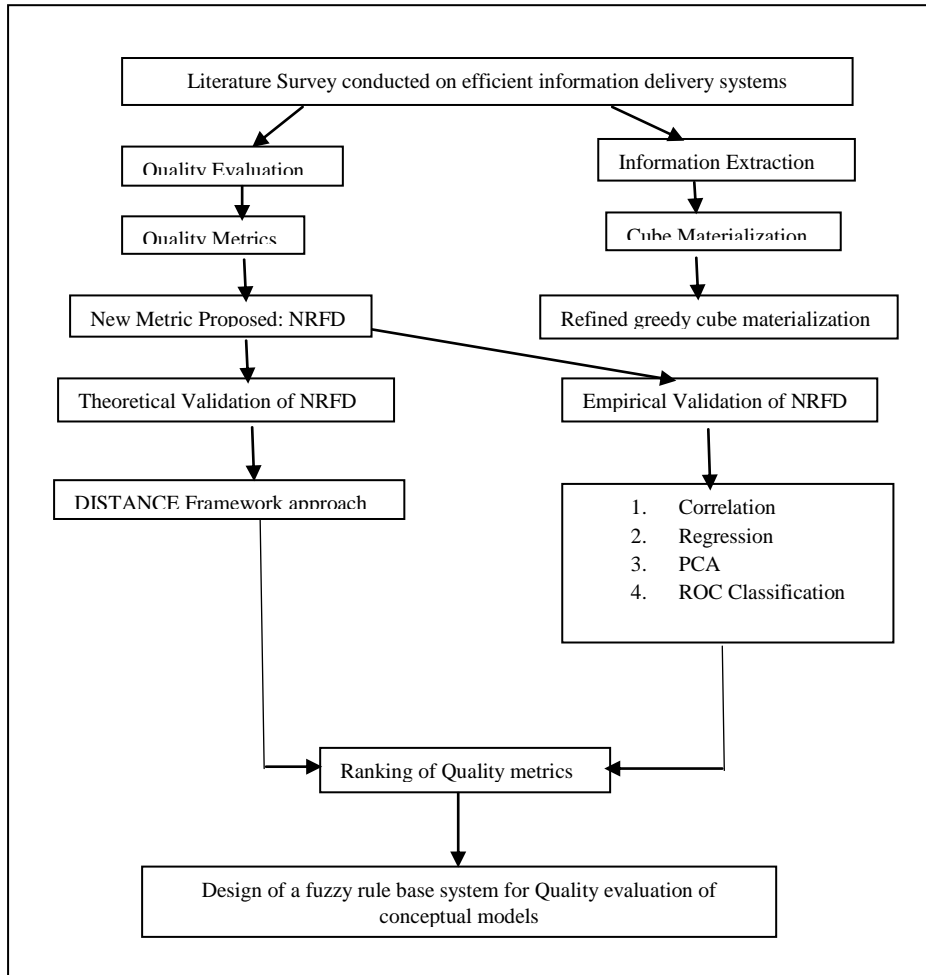 Literature Survey conducted on efficient information delivery systems
Quality Evaluation
Information Extraction
Quality Metrics
Cube Materialization
New Metric Proposed: NRFD
Refined greedy cube materialization
Theoretical Validation of NRFD
Empirical Validation of NRFD
DISTANCE Framework approach
1. Correlation
2. Regression
3. PCA
4. ROC Classification
Ranking of Quality metrics
Design of a fuzzy rule base system for Quality evaluation of
conceptual models